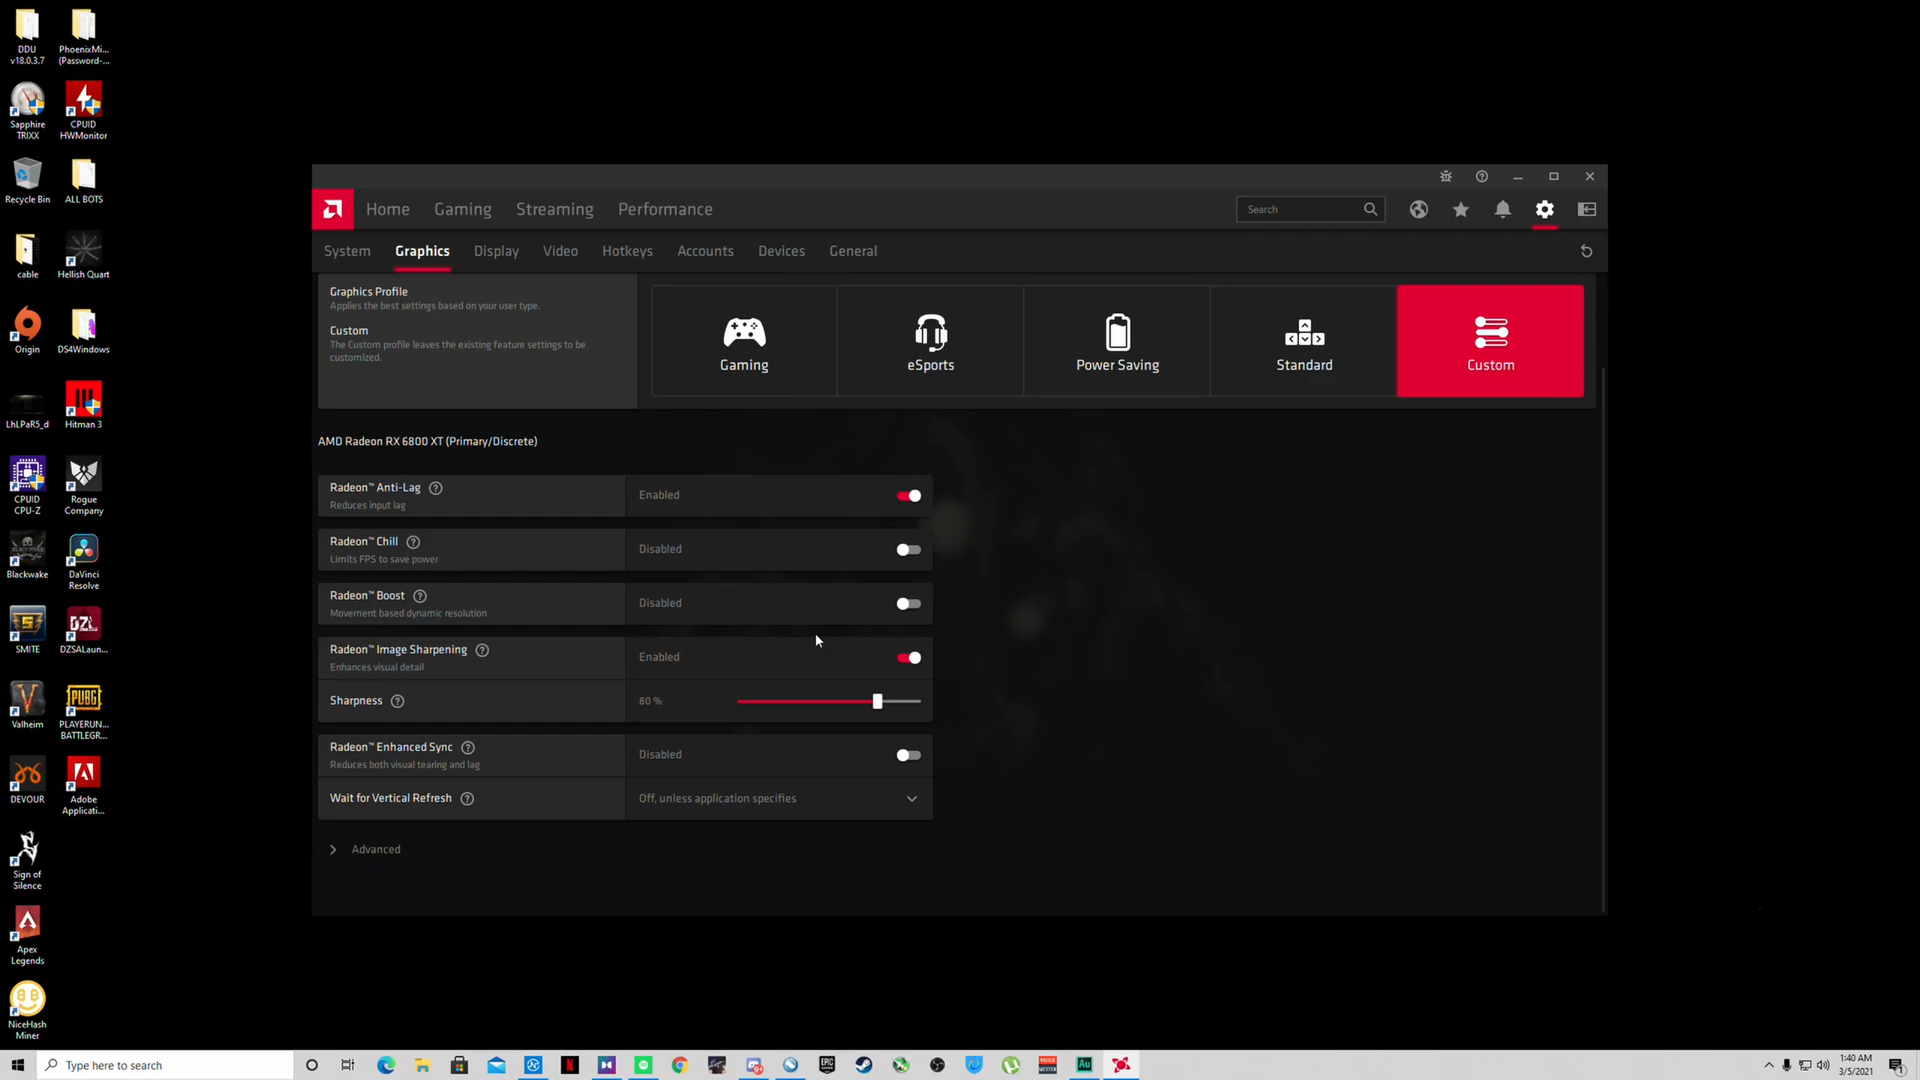 DDU
v18.0.3.7
PhoenixMi...
(Password-...
Sapphire
TRIXX
CPUID
HWMonitor
Recycle Bin
ALL BOTS
cable
Hellish Quart
Origin
DS4Windows
LhLPaR5_d
Hitman 3
CPUID
CPU-Z
Rogue
Company
Blackwake
DaVinci
Resolve
SMITE
DZSALaun...
Valheim
PLAYERUN...
BATTLEGR...
DEVOUR
Adobe
Applicati...
Sign of
Silence
Apex
Legends
NiceHash
Miner
Home Gaming Streaming Performance
Search
System Graphics Display Video Hotkeys Accounts Devices General
Graphics Profile
Applies the best settings based on your user type.
Custom
The Custom profile leaves the existing feature settings to be
customized.
Gaming eSports Power Saving Standard Custom
AMD Radeon RX 6800 XT (Primary/Discrete)
Radeon™ Anti-Lag ?
Reduces input lag
Enabled
Radeon™ Chill ?
Limits FPS to save power
Disabled
Radeon™ Boost ?
Movement based dynamic resolution
Disabled
Radeon™ Image Sharpening ?
Enhances visual detail
Enabled
Sharpness ? 80 %
Radeon™ Enhanced Sync ?
Reduces both visual tearing and lag
Disabled
Wait for Vertical Refresh ? Off, unless application specifies
Advanced
Type here to search
1:40 AM
3/5/2021